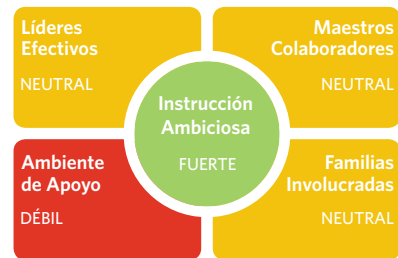 Líderes
Efectivos
NEUTRAL
Maestros
Colaboradores
NEUTRAL
Instrucción
Ambiciosa
FUERTE
Ambiente
de Apoyo
DÉBIL
Familias
Involucradas
NEUTRAL